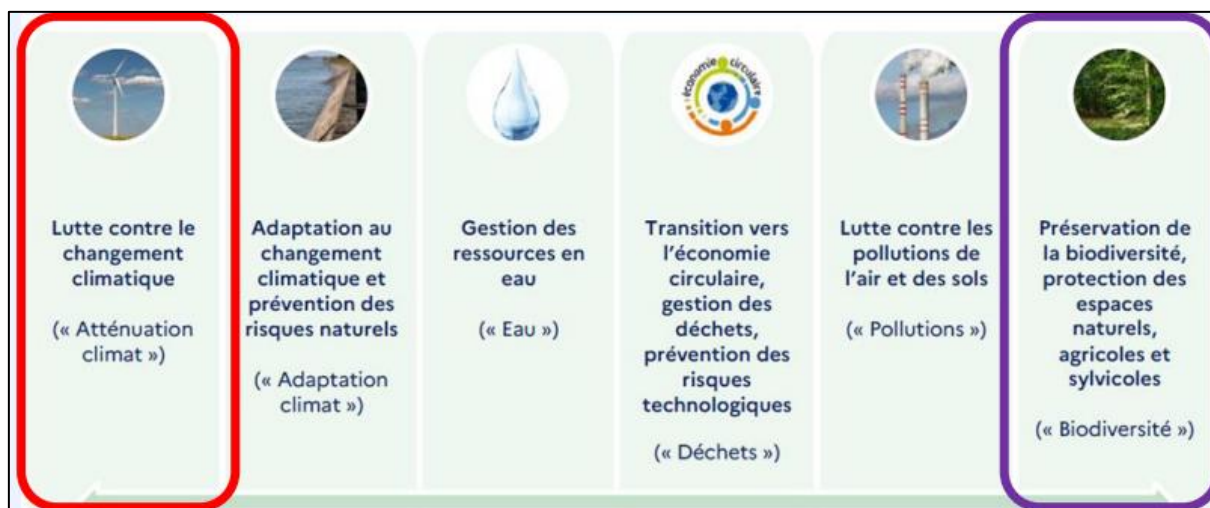 Lutte contre le
changement
climatique
(« Atténuation
climat »)
Adaptation au
changement
climatique et
prévention des
risques naturels
(« Adaptation
climat »)
Gestion des
ressources en
eau
(« Eau »)
économie circulaire
Transition vers
l’économie
circulaire,
gestion des
déchets,
prévention des
risques
technologiques
(« Déchets »)
Lutte contre les
pollutions de
l’air et des sols
(« Pollutions »)
Préservation de
la biodiversité,
protection des
espaces
naturels,
agricoles et
sylvicoles
(« Biodiversité »)